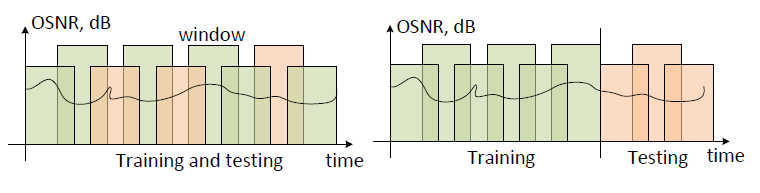 OSNR, dB
window
Training and testing
time
OSNR, dB
Training
Testing
time